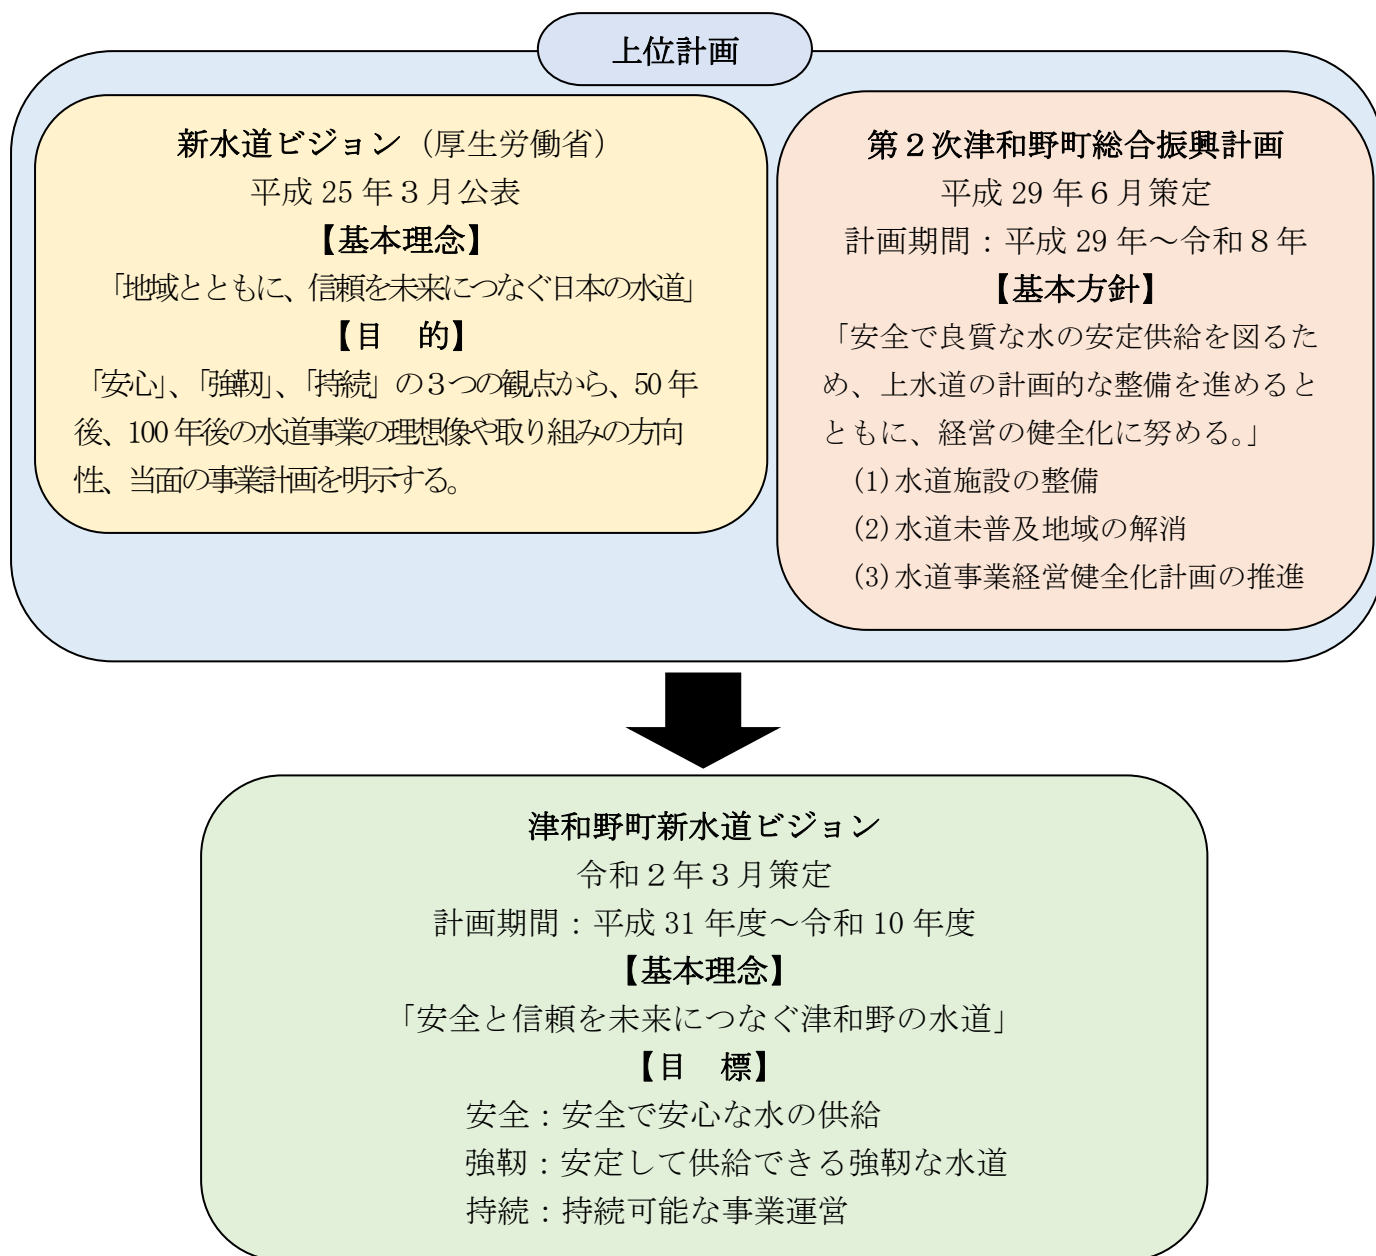 上位計画
新水道ビジョン（厚生労働省）
平成 25 年３月公表
【基本理念】
「地域とともに、信頼を未来につなぐ日本の水道」
【目　的】
「安心」、「強靭」、「持続」の３つの観点から、50 年
後、100 年後の水道事業の理想像や取り組みの方向
性、当面の事業計画を明示する。
第２次津和野町総合振興計画
平成 29 年６月策定
計画期間：平成 29 年～令和８年
【基本方針】
「安全で良質な水の安定供給を図るた
め、上水道の計画的な整備を進めると
ともに、経営の健全化に努める。」
(1)水道施設の整備
(2)水道未普及地域の解消
(3)水道事業経営健全化計画の推進
津和野町新水道ビジョン
令和２年３月策定
計画期間：平成 31 年度～令和 10 年度
【基本理念】
「安全と信頼を未来につなぐ津和野の水道」
【目　標】
安全：安全で安心な水の供給
強靭：安定して供給できる強靭な水道
持続：持続可能な事業運営